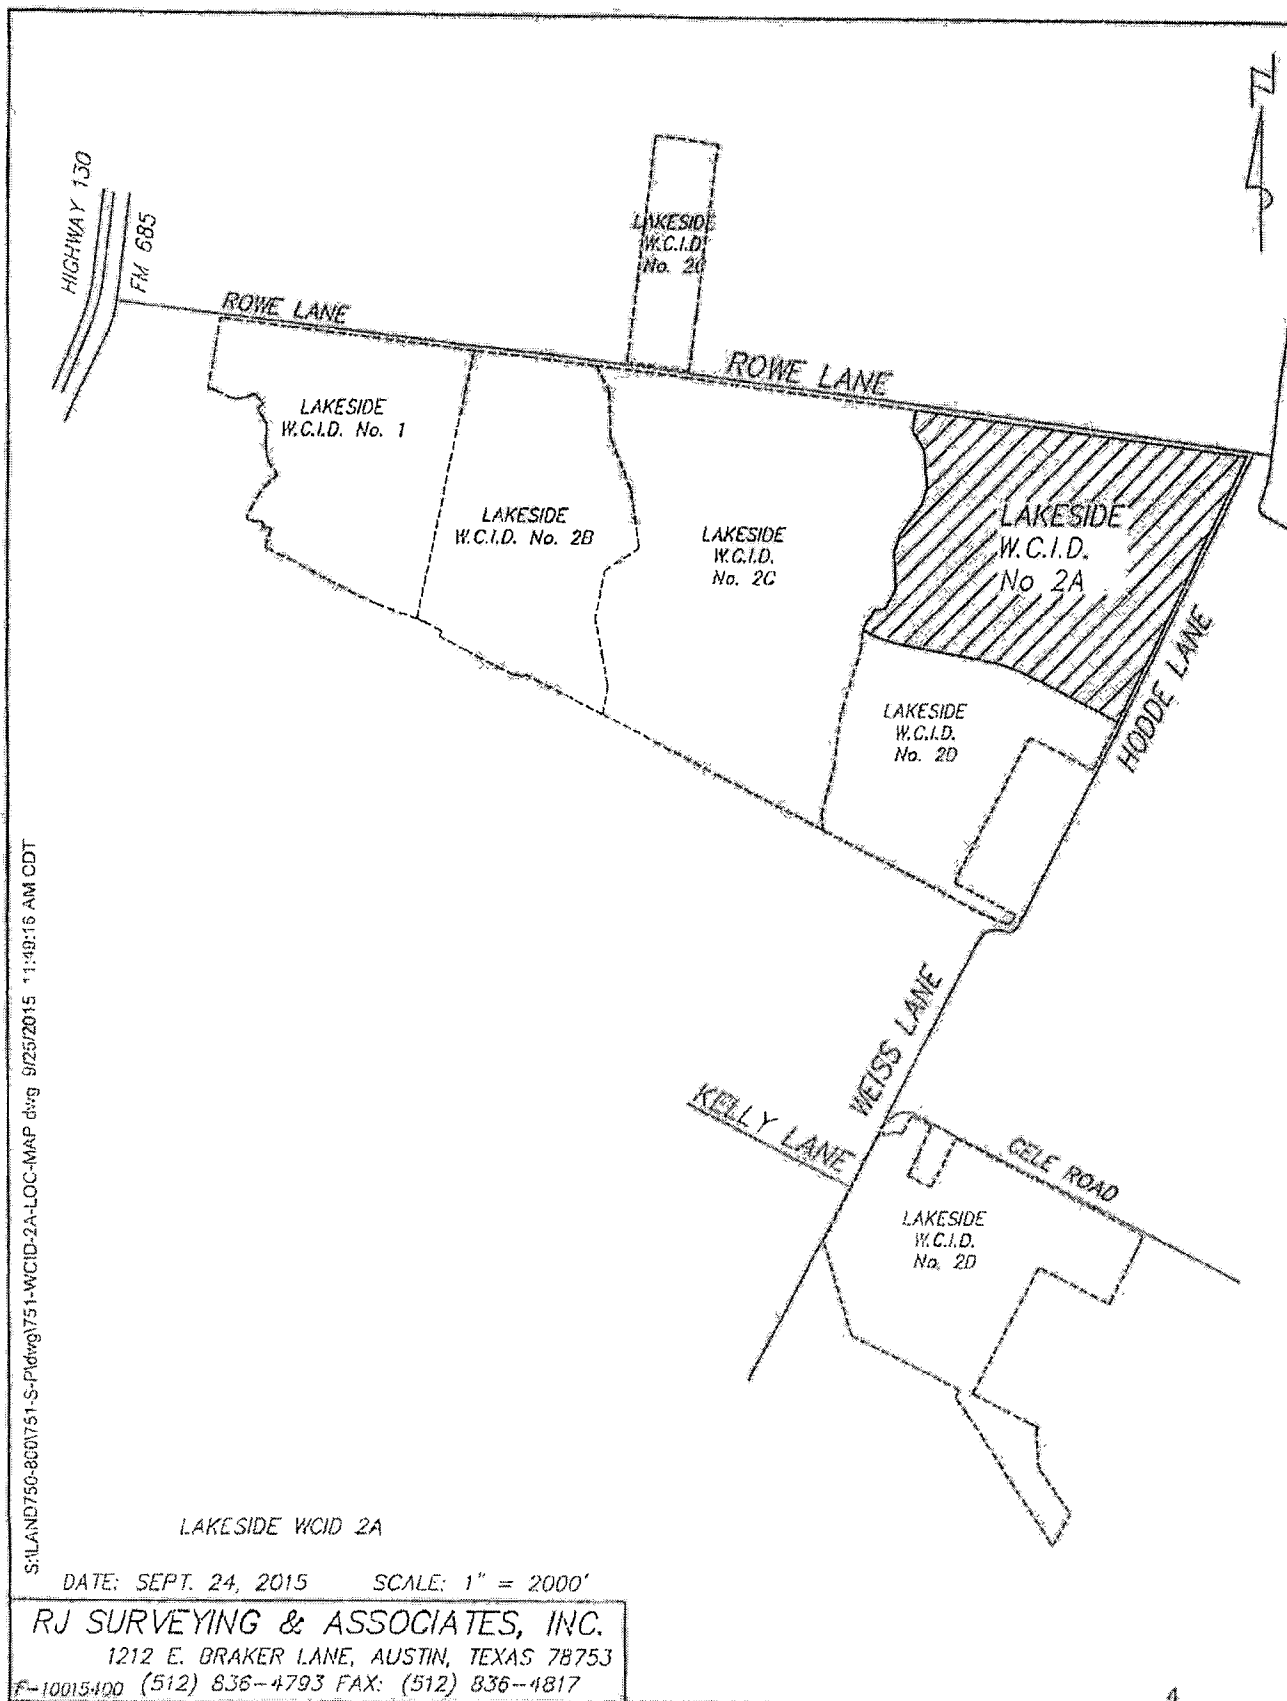 HIGHWAY 130
FM 685
LAKESIDE
W.C.I.D.
No. 2C
ROWE LANE
ROWE LANE
LAKESIDE
W.C.I.D. No. 1
LAKESIDE
W.C.I.D. No. 2B
LAKESIDE
W.C.I.D.
No. 2C
LAKESIDE
W.C.I.D.
No 2A
HODDE LANE
LAKESIDE
W.C.I.D.
No. 2D
WEISS LANE
KELLY LANE
CELE ROAD
LAKESIDE
W.C.I.D.
No. 2D
S:\LAND750-800\751-S-P\dwg\751-WCID-2A-LOC-MAP dwg 9/25/2015 11:49:16 AM CDT
LAKESIDE WCID 2A
DATE: SEPT. 24, 2015 SCALE: 1" = 2000'
RJ SURVEYING & ASSOCIATES, INC.
1212 E. BRAKER LANE, AUSTIN, TEXAS 78753
F-10015400 (512) 836-4793 FAX: (512) 836-4817